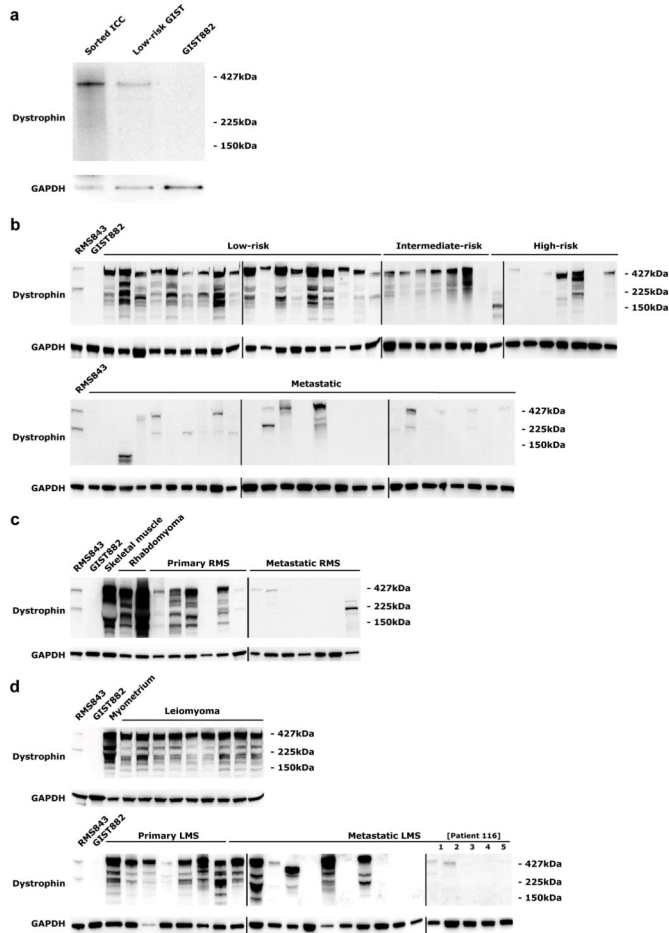 a
Sorted ICC
Low-risk GIST
GIST882
- 427kDa
Dystrophin
- 225kDa
- 150kDa
GAPDH
b
RMS843
GIST882
Low-risk
Intermediate-risk
High-risk
- 427kDa
Dystrophin
- 225kDa
- 150kDa
GAPDH
RMS843
Metastatic
- 427kDa
Dystrophin
- 225kDa
- 150kDa
GAPDH
c
RMS843
GIST882
Skeletal muscle
Rhabdomyoma
Primary RMS
Metastatic RMS
- 427kDa
Dystrophin
- 225kDa
- 150kDa
GAPDH
d
RMS843
GIST882
Myometrium
Leiomyoma
- 427kDa
Dystrophin
- 225kDa
- 150kDa
GAPDH
RMS843
GIST882
Primary LMS
Metastatic LMS
[Patient 116]
1 2 3 4 5
- 427kDa
Dystrophin
- 225kDa
- 150kDa
GAPDH